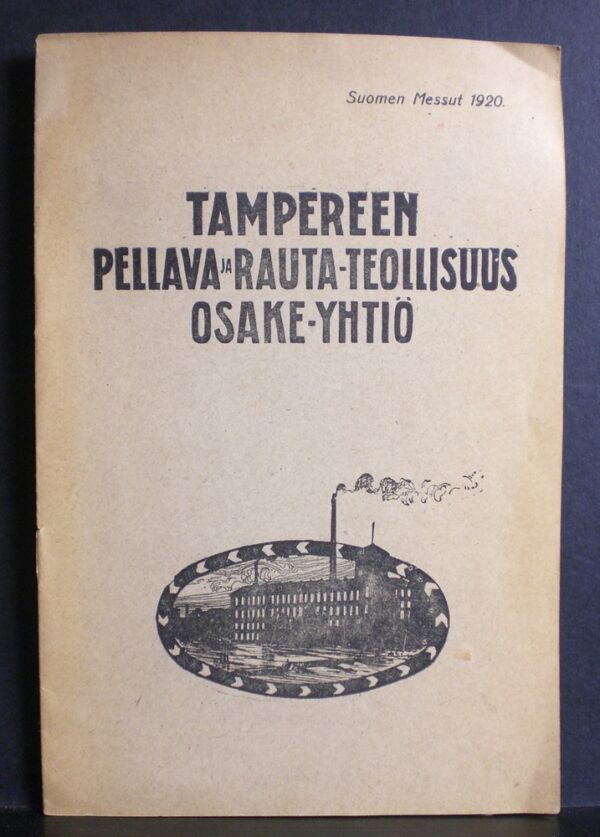 Suomen Messut 1920.
TAMPEREEN
PELLAVA JA RAUTA-TEOLLISUUS
OSAKE-YHTIÖ